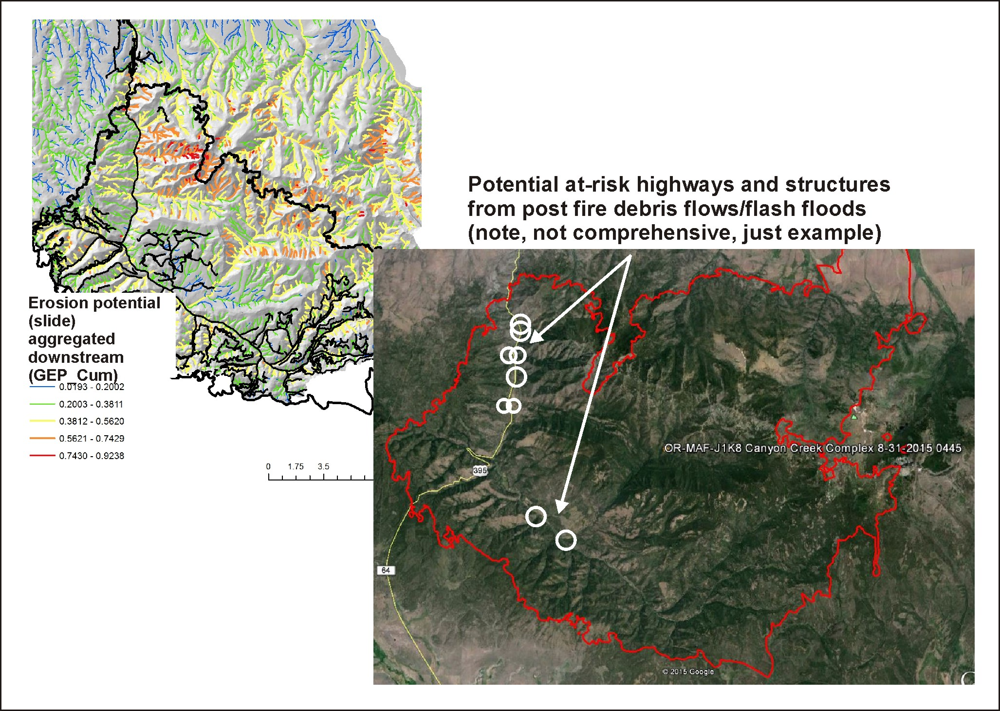 Potential at-risk highways and structures
from post fire debris flows/flash floods
(note, not comprehensive, just example)
Erosion potential
(slide)
aggregated
downstream
(GEP_Cum)
0.0193 - 0.2002
0.2003 - 0.3811
0.3812 - 0.5620
0.5621 - 0.7429
0.7430 - 0.9238
0 1.75 3.5
OR-MAF-J1K8 Canyon Creek Complex 8-31-2015 0445
395
64
© 2015 Google